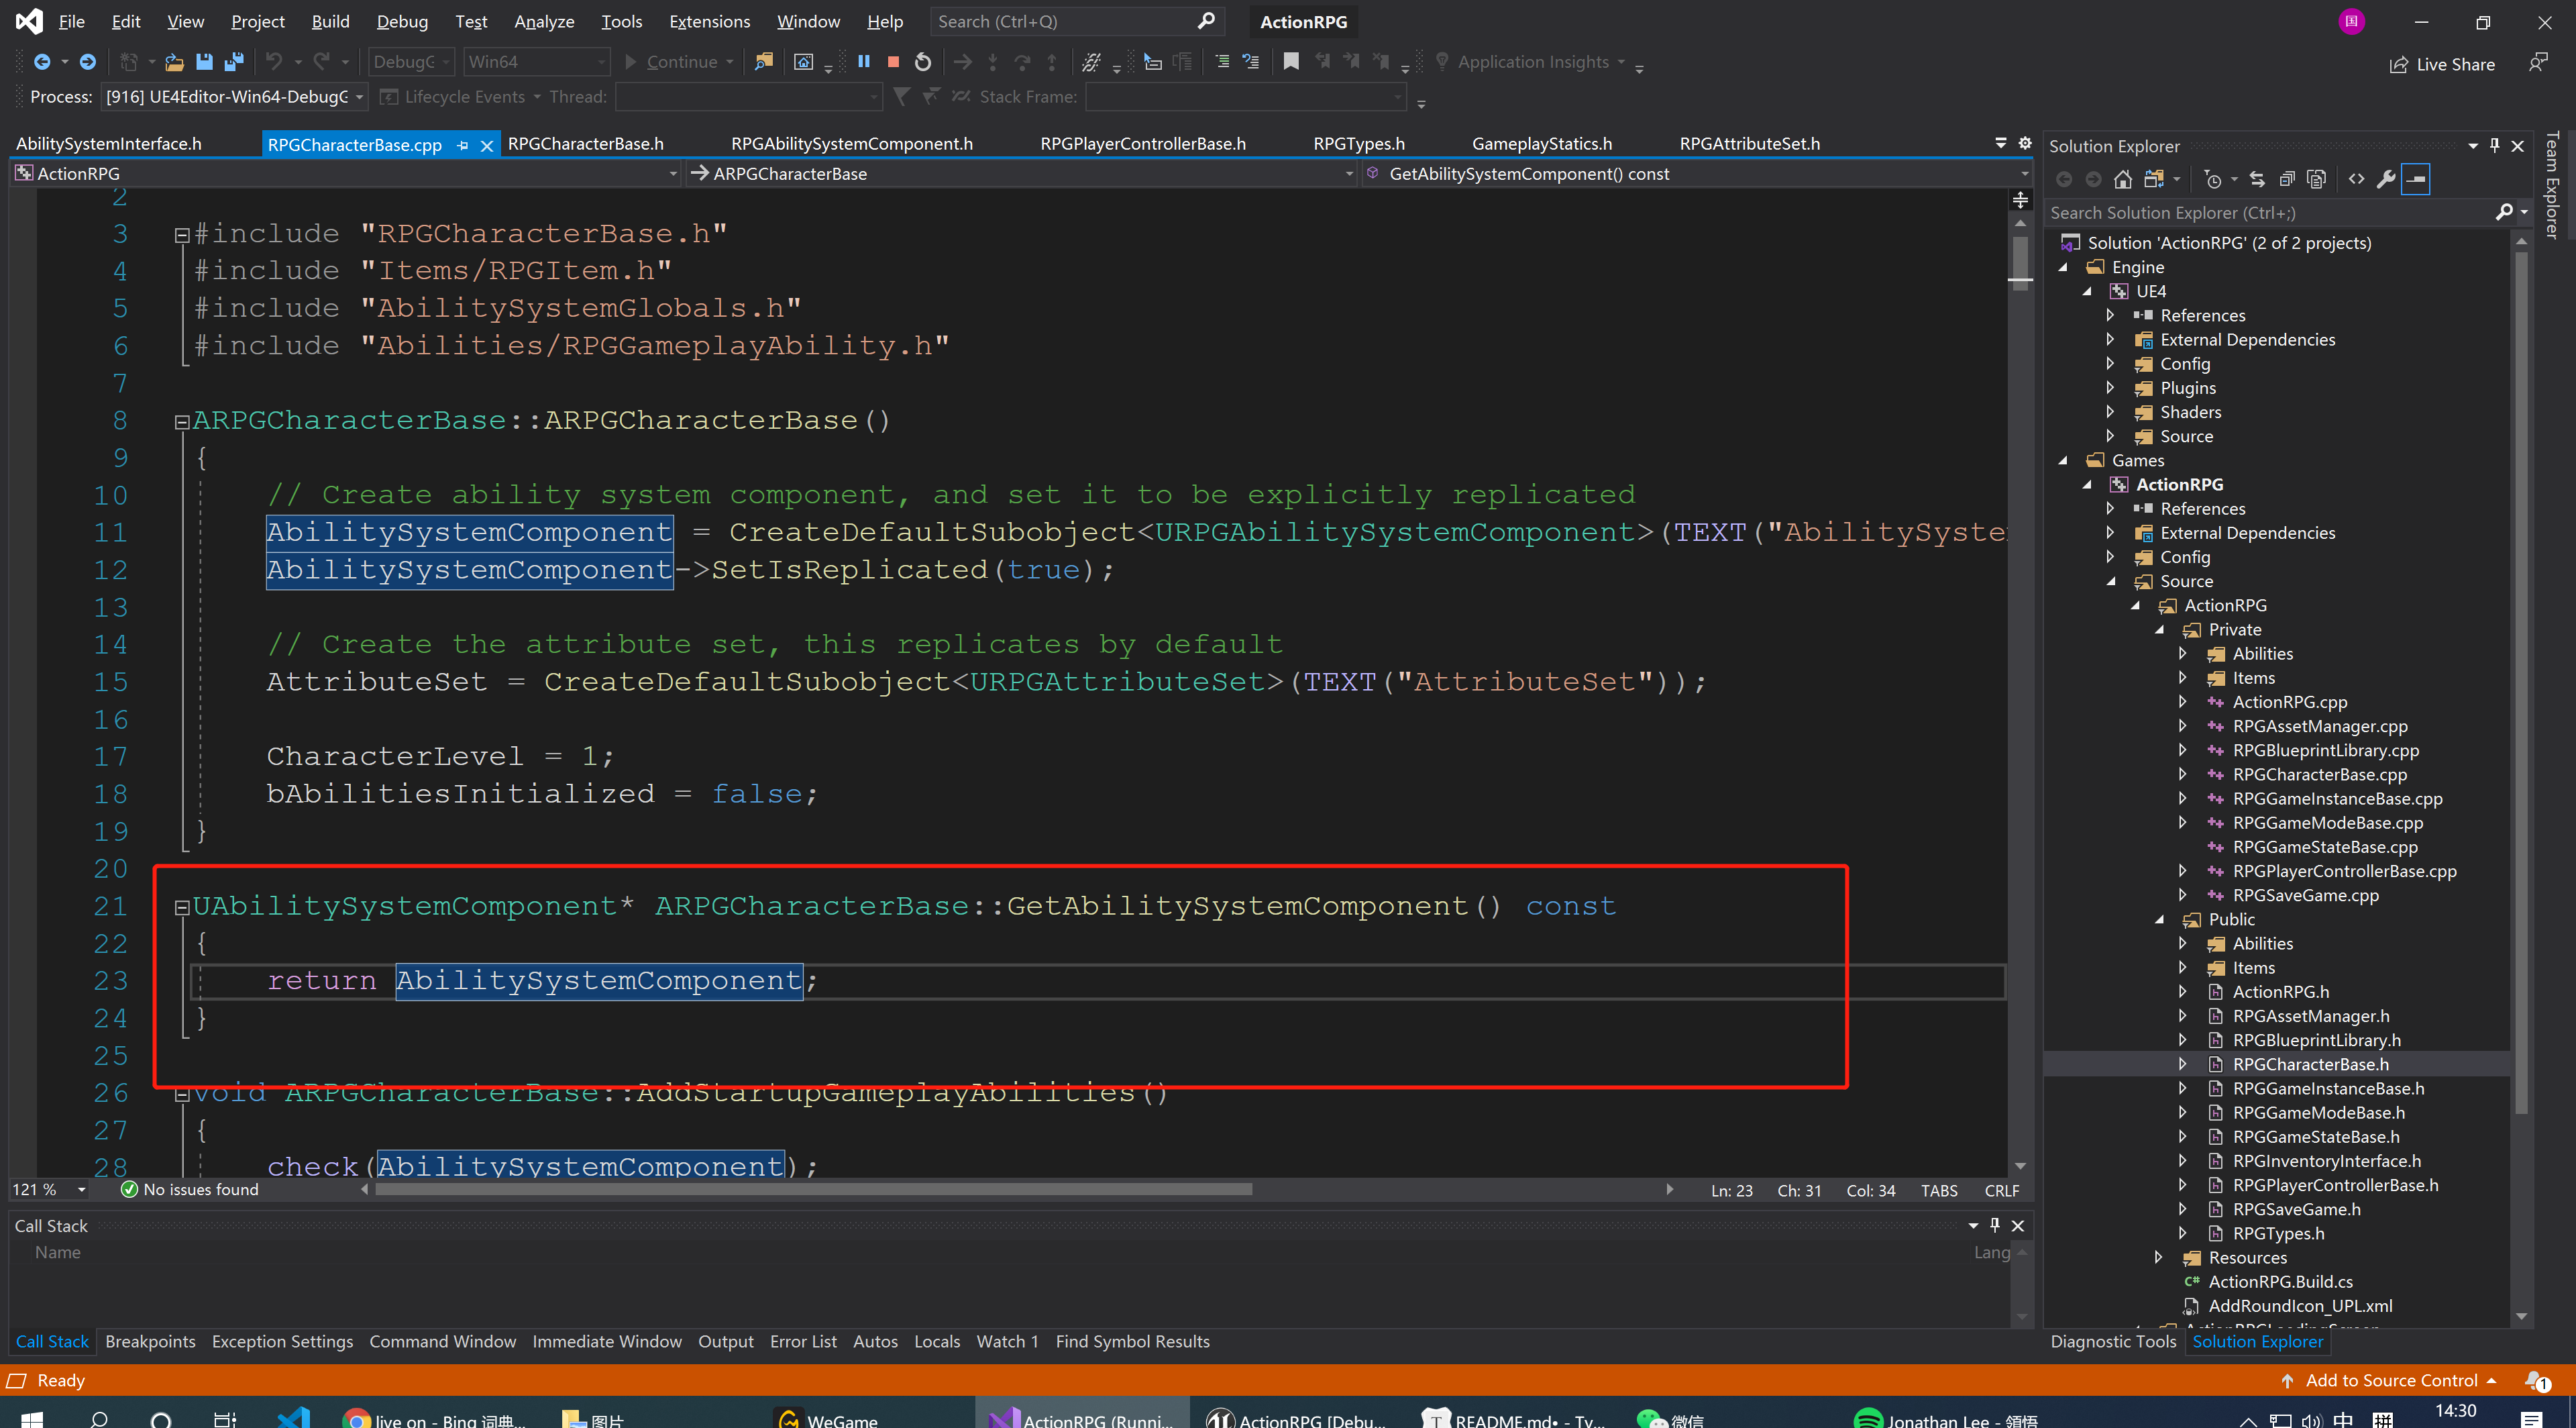 File Edit View Project Build Debug Test Analyze Tools Extensions Window Help Search (Ctrl+Q) ActionRPG 国
DebugG Win64 Continue Application Insights Live Share
Process: [916] UE4Editor-Win64-DebugG Lifecycle Events Thread: Stack Frame:
AbilitySystemInterface.h RPGCharacterBase.cpp RPGCharacterBase.h RPGAbilitySystemComponent.h RPGPlayerControllerBase.h RPGTypes.h GameplayStatics.h RPGAttributeSet.h
ActionRPG ARPGCharacterBase GetAbilitySystemComponent() const
2
3 #include "RPGCharacterBase.h"
4 #include "Items/RPGItem.h"
5 #include "AbilitySystemGlobals.h"
6 #include "Abilities/RPGGameplayAbility.h"
7
8 ARPGCharacterBase::ARPGCharacterBase()
9 {
10 // Create ability system component, and set it to be explicitly replicated
11 AbilitySystemComponent = CreateDefaultSubobject<URPGAbilitySystemComponent>(TEXT("AbilitySyste
12 AbilitySystemComponent->SetIsReplicated(true);
13
14 // Create the attribute set, this replicates by default
15 AttributeSet = CreateDefaultSubobject<URPGAttributeSet>(TEXT("AttributeSet"));
16
17 CharacterLevel = 1;
18 bAbilitiesInitialized = false;
19 }
20
21 UAbilitySystemComponent* ARPGCharacterBase::GetAbilitySystemComponent() const
22 {
23 return AbilitySystemComponent;
24 }
25
26 void ARPGCharacterBase::AddStartupGameplayAbilities()
27 {
28 check(AbilitySystemComponent);
121 % No issues found Ln: 23 Ch: 31 Col: 34 TABS CRLF
Call Stack
Name Lang
Call Stack Breakpoints Exception Settings Command Window Immediate Window Output Error List Autos Locals Watch 1 Find Symbol Results
Solution Explorer
Search Solution Explorer (Ctrl+;)
Solution 'ActionRPG' (2 of 2 projects)
Engine
UE4
References
External Dependencies
Config
Plugins
Shaders
Source
Games
ActionRPG
References
External Dependencies
Config
Source
ActionRPG
Private
Abilities
Items
ActionRPG.cpp
RPGAssetManager.cpp
RPGBlueprintLibrary.cpp
RPGCharacterBase.cpp
RPGGameInstanceBase.cpp
RPGGameModeBase.cpp
RPGGameStateBase.cpp
RPGPlayerControllerBase.cpp
RPGSaveGame.cpp
Public
Abilities
Items
ActionRPG.h
RPGAssetManager.h
RPGBlueprintLibrary.h
RPGCharacterBase.h
RPGGameInstanceBase.h
RPGGameModeBase.h
RPGGameStateBase.h
RPGInventoryInterface.h
RPGPlayerControllerBase.h
RPGSaveGame.h
RPGTypes.h
Resources
ActionRPG.Build.cs
AddRoundIcon_UPL.xml
ActionRPGLoadingScreen
Diagnostic Tools Solution Explorer
Team Explorer
Ready Add to Source Control 1
live on - Bing 词典... 图片 WeGame ActionRPG (Runni... ActionRPG [Debu... README.md• - Ty... 微信 Jonathan Lee - 領悟 中 拼 14:30